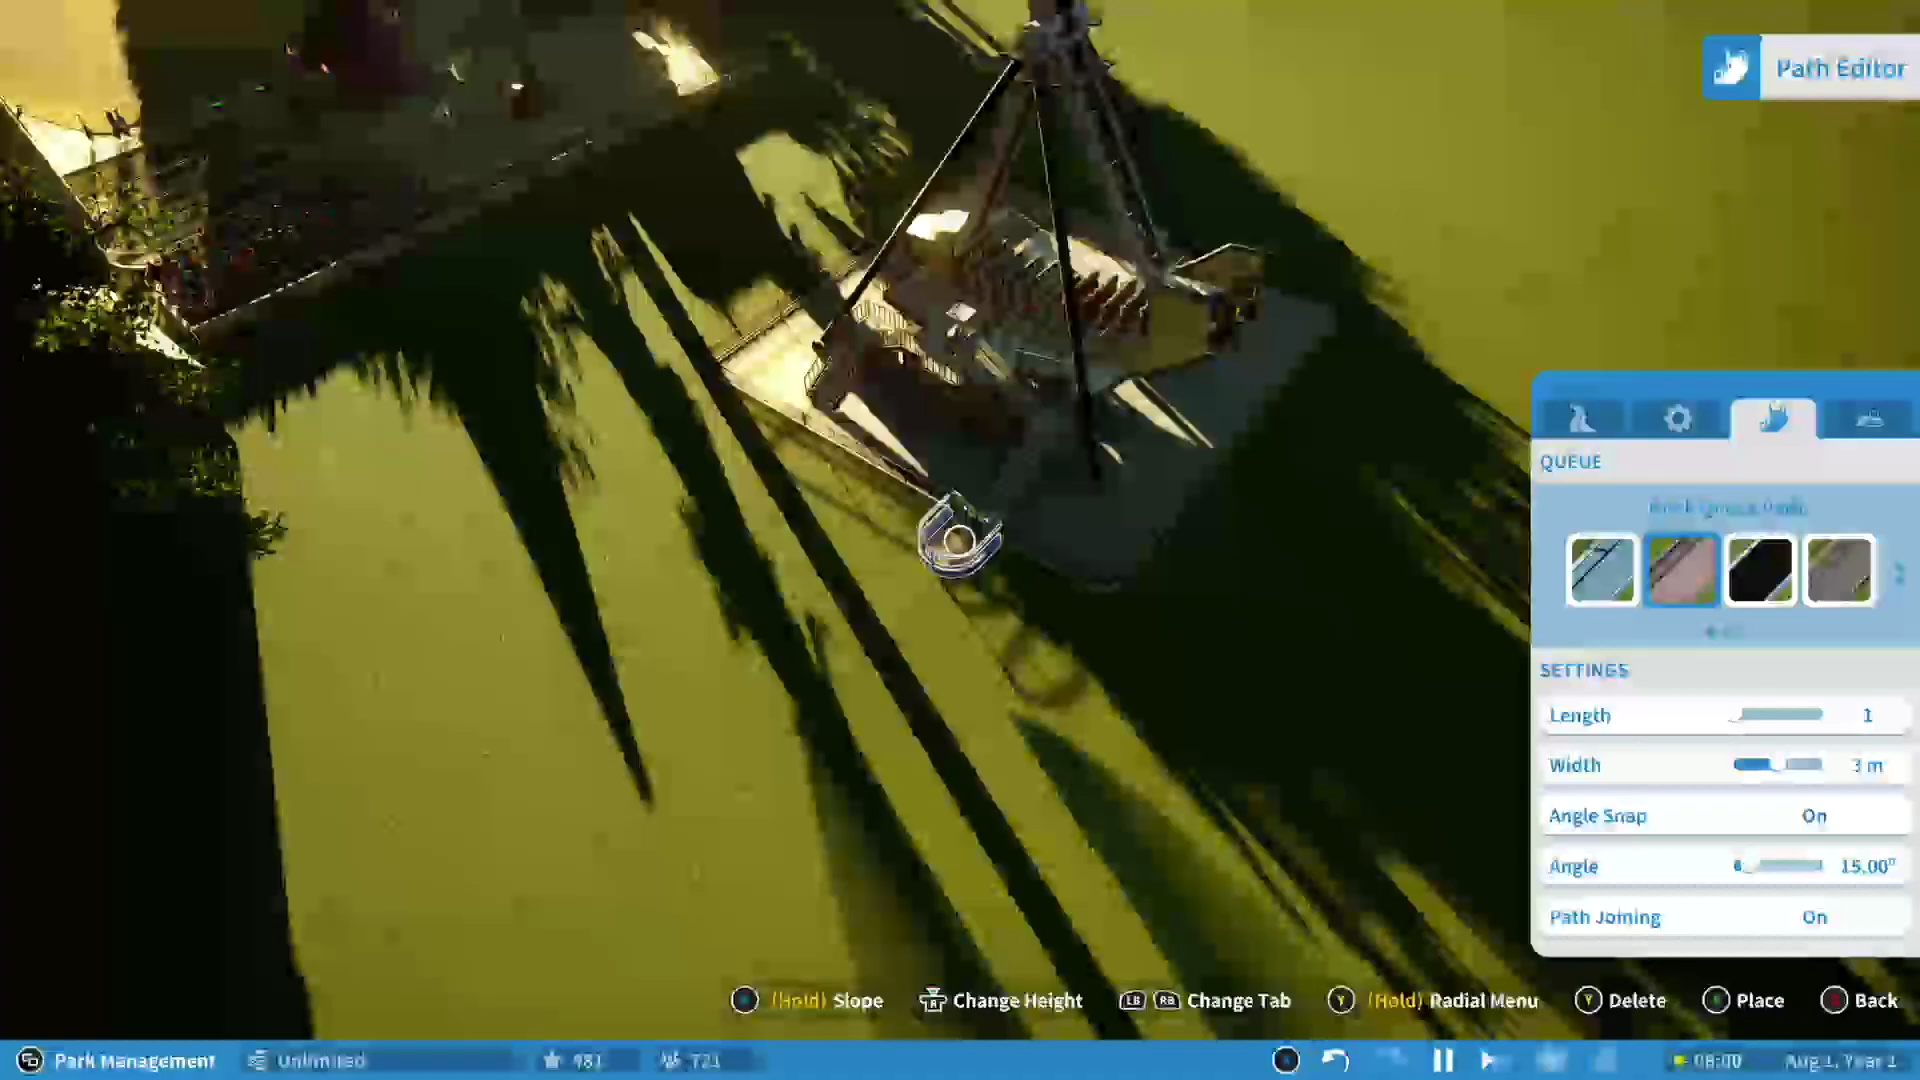 Path Editor
QUEUE
SETTINGS
Length 1
Width 3 m
Angle Snap On
Angle 15.00°
Path Joining On
(Hold) Slope
R Change Height
LB RB Change Tab
Y (Hold) Radial Menu
Y Delete
Place
Back
Park Management
Unlimited
481
721
08:00
Aug 1, Year 1